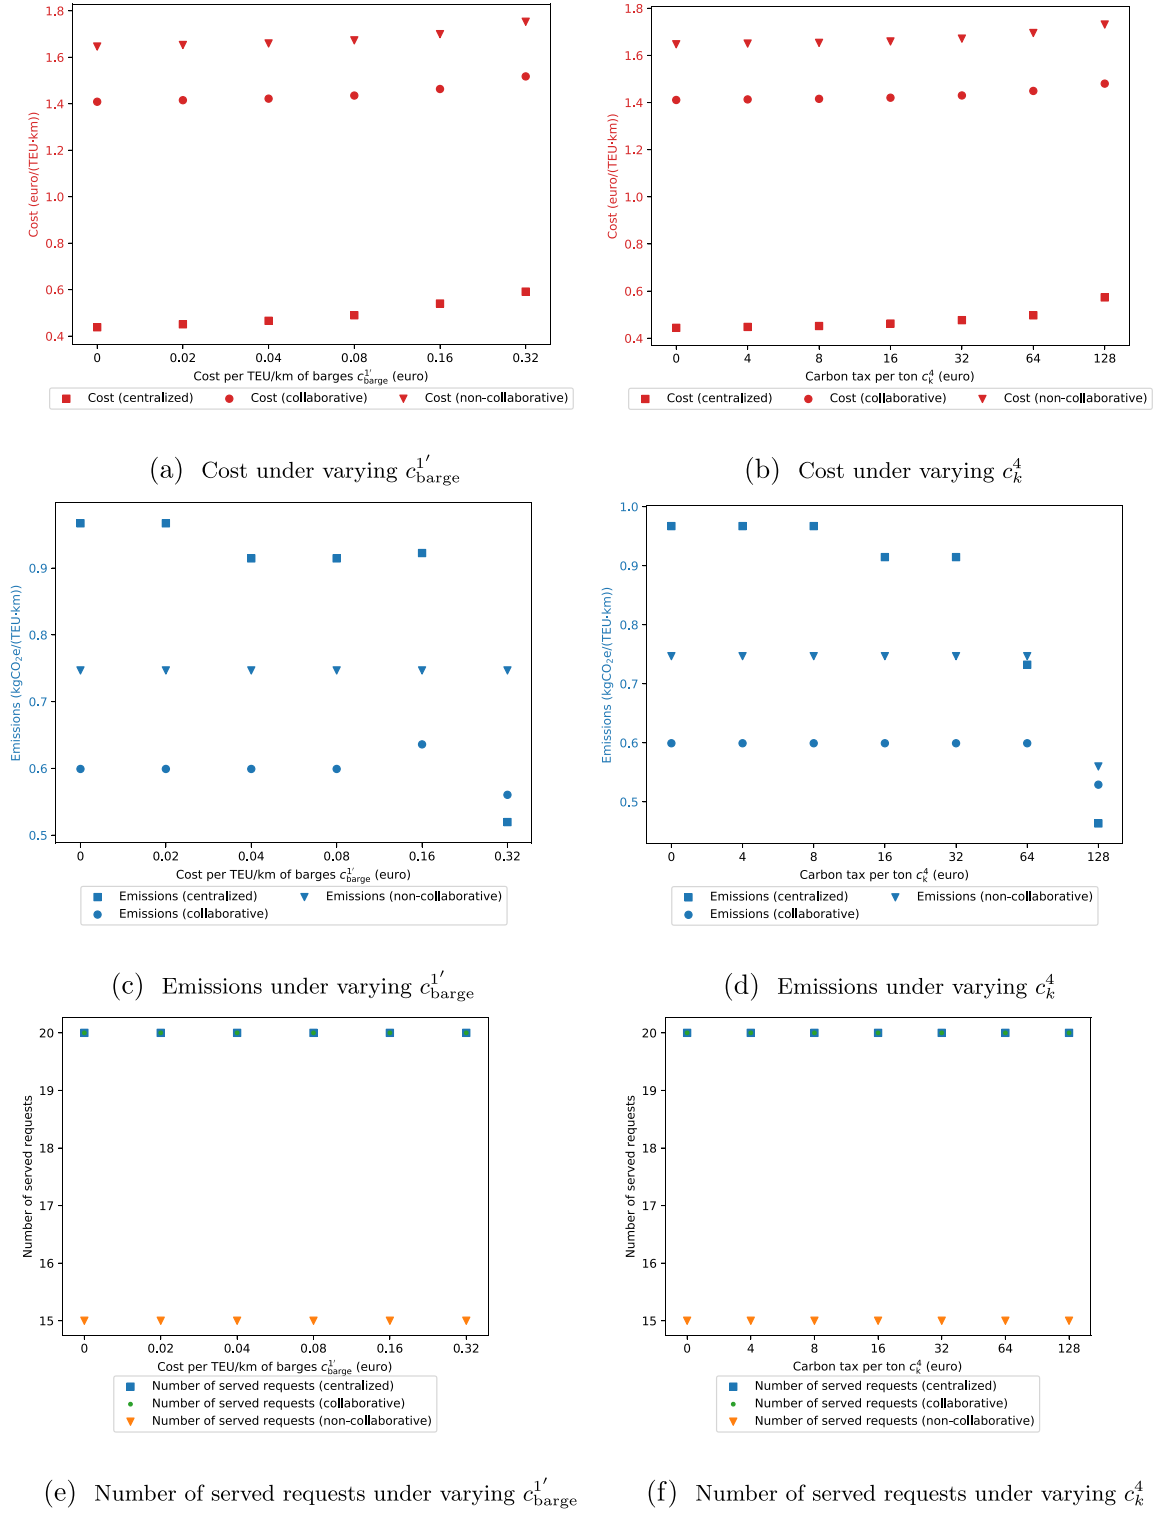 1.8
1.6
1.4
1.2
1.0
0.8
0.6
0.4
Cost (euro/(TEU·km))
0 0.02 0.04 0.08 0.16 0.32
Cost per TEU/km of barges c^{1'}_{barge} (euro)
Cost (centralized) Cost (collaborative) Cost (non-collaborative)
(a) Cost under varying c^{1'}_{barge}
1.8
1.6
1.4
1.2
1.0
0.8
0.6
0.4
Cost (euro/(TEU·km))
0 4 8 16 32 64 128
Carbon tax per ton c^4_k (euro)
Cost (centralized) Cost (collaborative) Cost (non-collaborative)
(b) Cost under varying c^4_k
0.9
0.8
0.7
0.6
0.5
Emissions (kgCO₂e/(TEU·km))
0 0.02 0.04 0.08 0.16 0.32
Cost per TEU/km of barges c^{1'}_{barge} (euro)
Emissions (centralized) Emissions (non-collaborative)
Emissions (collaborative)
(c) Emissions under varying c^{1'}_{barge}
1.0
0.9
0.8
0.7
0.6
0.5
Emissions (kgCO₂e/(TEU·km))
0 4 8 16 32 64 128
Carbon tax per ton c^4_k (euro)
Emissions (centralized) Emissions (non-collaborative)
Emissions (collaborative)
(d) Emissions under varying c^4_k
20
19
18
17
16
15
Number of served requests
0 0.02 0.04 0.08 0.16 0.32
Cost per TEU/km of barges c^{1'}_{barge} (euro)
Number of served requests (centralized)
Number of served requests (collaborative)
Number of served requests (non-collaborative)
(e) Number of served requests under varying c^{1'}_{barge}
20
19
18
17
16
15
Number of served requests
0 4 8 16 32 64 128
Carbon tax per ton c^4_k (euro)
Number of served requests (centralized)
Number of served requests (collaborative)
Number of served requests (non-collaborative)
(f) Number of served requests under varying c^4_k